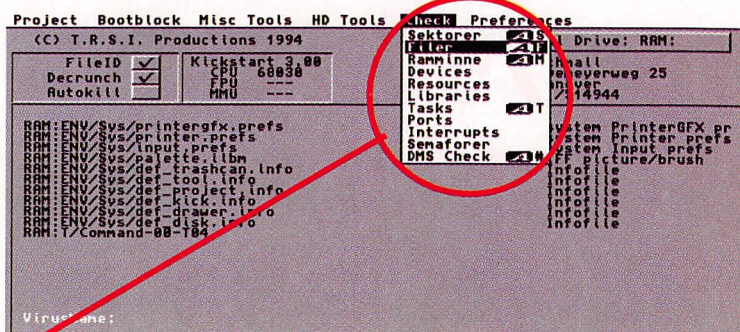 Project Bootblock Misc Tools HD Tools Check Preferences
(C) T.R.S.I. Productions 1994
Drive: RAM:
FileID
Decrunch
Autokill
Kickstart 3.00
CPU 68030
FPU ---
MMU ---
Sektorer S
Filer F
Ramminne M
Devices
Resources
Libraries
Tasks T
Ports
Interrupts
Semaforer
DMS Check #
25
RAM:ENV/Sys/printergfx.prefs
RAM:ENV/Sys/printer.prefs
RAM:ENV/Sys/input.prefs
RAM:ENV/Sys/palette.ilbm
RAM:ENV/Sys/def_trashcan.info
RAM:ENV/Sys/def_tool.info
RAM:ENV/Sys/def_project.info
RAM:ENV/Sys/def_kick.info
RAM:ENV/Sys/def_drawer.info
RAM:ENV/Sys/def_disk.info
RAM:T/Command-00-T04
System PrinterGFX pr
System Printer prefs
System Input prefs
IFF picture/brush
Infofile
Infofile
Infofile
Infofile
Infofile
Infofile
Virusname: